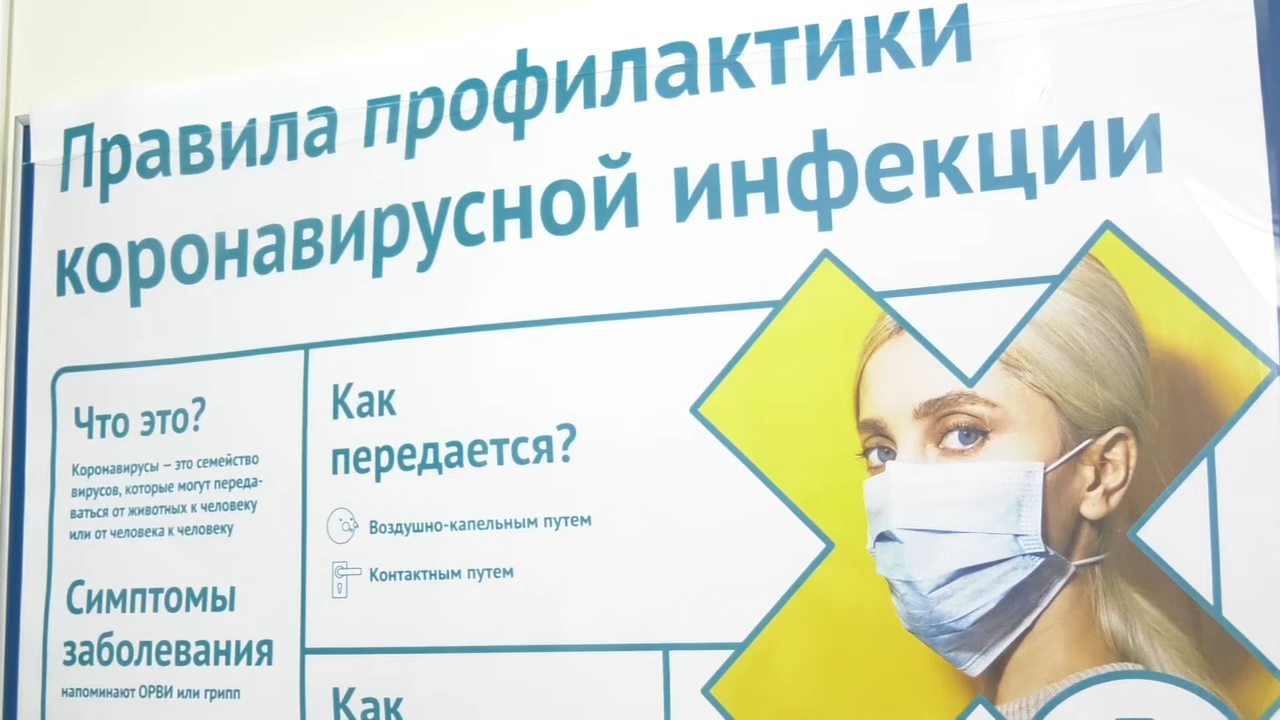 Правила профилактики
коронавирусной инфекции
Что это?
Коронавирусы – это семейство
вирусов, которые могут переда-
ваться от животных к человеку
или от человека к человеку
Симптомы
заболевания
напоминают ОРВИ или грипп
Как
передается?
Воздушно-капельным путем
Контактным путем
Как